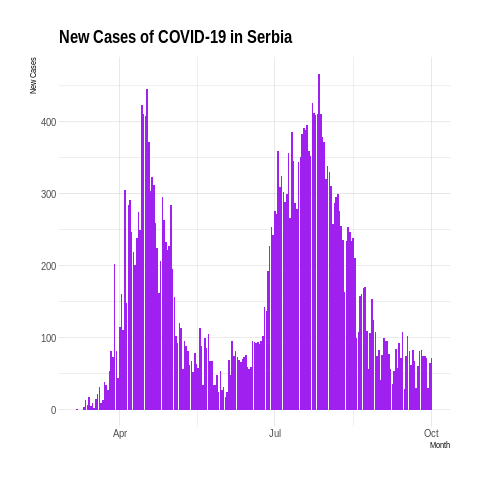 New Cases of COVID-19 in Serbia
New Cases
400
300
200
100
0
Apr
Jul
Oct
Month